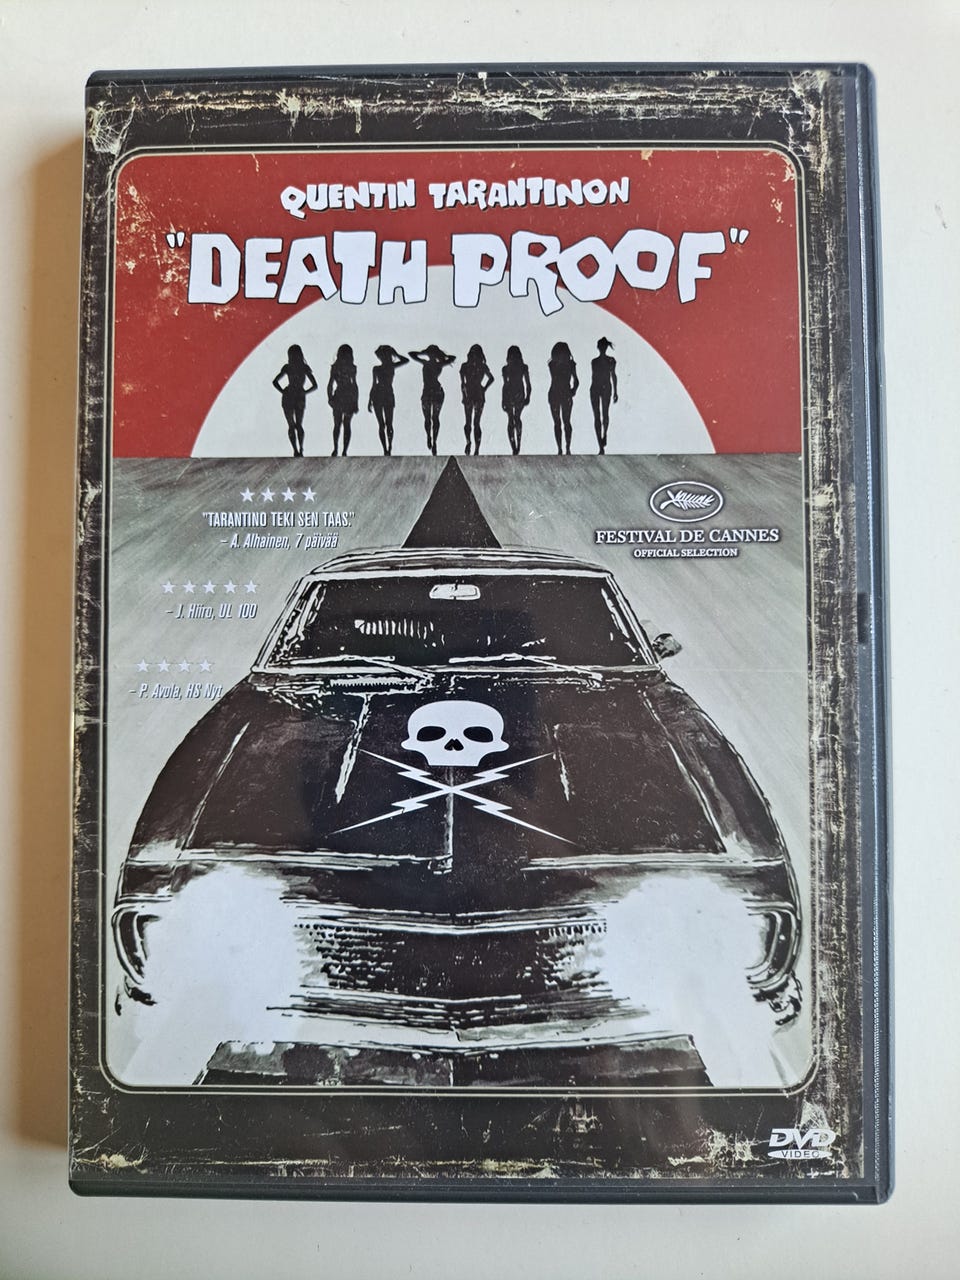 QUENTIN TARANTINON
"DEATH PROOF"
★★★★
"TARANTINO TEKI SEN TAAS."
– A. Alhainen, 7 päivää
FESTIVAL DE CANNES
OFFICIAL SELECTION
★★★★★
– J. Hiiro, UL 100
★★★★
– P. Avola, HS Nyt
DVD
VIDEO